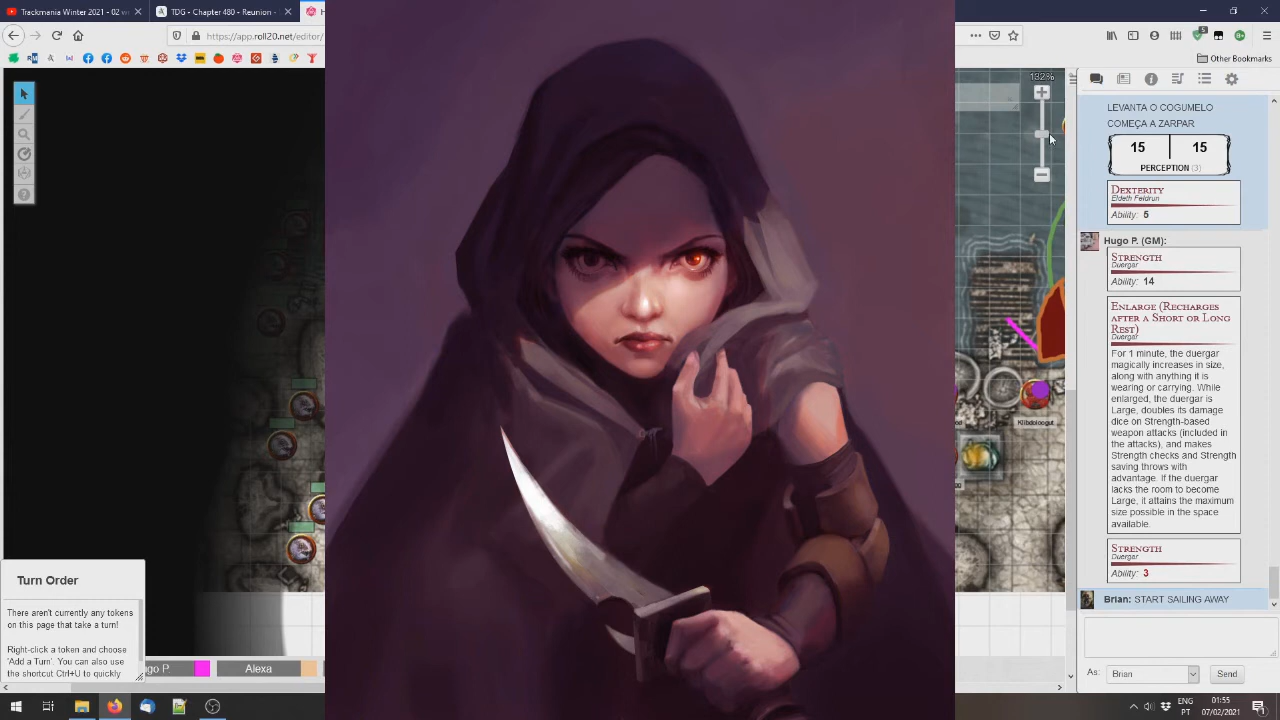 Tracionando Winter 2021 - 02 -
TDG - Chapter 480 - Reunion -
https://app.roll20.net/editor/
Other Bookmarks
132%
LEVANTA O COGUMELO
COMEÇA A ZARPAR
15 15
PERCEPTION (3)
DEXTERITY
Eldeth Feldrun
Ability: 5
Hugo P. (GM):
STRENGTH
Duergar
Ability: 14
ENLARGE (RECHARGES
AFTER A SHORT OR LONG
REST)
Duergar
For 1 minute, the duergar
magically increases in size,
along with anything it is
wearing or carrying. While
enlarged, the duergar is
Large, doubles its damage
dice on Strength-based
weapon attacks (included in
the attacks), and makes
Strength checks and Strength
saving throws with
advantage. If the duergar
lacks the room to become
Large, it attains the maximum
size possible in the space
available.
STRENGTH
Duergar
Ability: 3
Brian: START SAILING AWAY
As: Brian Send
Turn Order
There aren't currently any tokens
on this page that take a turn!
Right-click a token and choose
'Add a Turn'. You can also use
the shortcut Ctrl+U to quickly
ugo P. Alexa
ENG
PT
01:55
07/02/2021